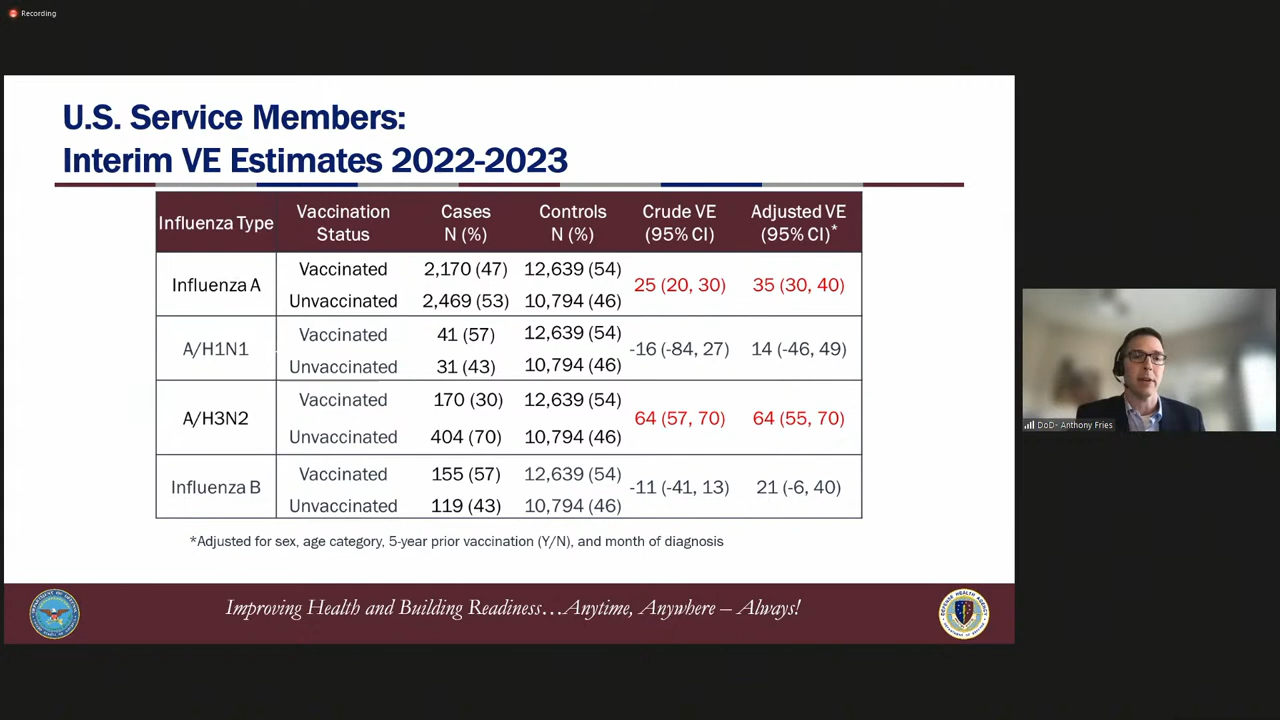 Recording
U.S. Service Members:
Interim VE Estimates 2022-2023
Influenza Type Vaccination Status Cases N (%) Controls N (%) Crude VE (95% CI) Adjusted VE (95% CI)*
Influenza A Vaccinated 2,170 (47) 12,639 (54) 25 (20, 30) 35 (30, 40)
Unvaccinated 2,469 (53) 10,794 (46)
A/H1N1 Vaccinated 41 (57) 12,639 (54) -16 (-84, 27) 14 (-46, 49)
Unvaccinated 31 (43) 10,794 (46)
A/H3N2 Vaccinated 170 (30) 12,639 (54) 64 (57, 70) 64 (55, 70)
Unvaccinated 404 (70) 10,794 (46)
Influenza B Vaccinated 155 (57) 12,639 (54) -11 (-41, 13) 21 (-6, 40)
Unvaccinated 119 (43) 10,794 (46)
*Adjusted for sex, age category, 5-year prior vaccination (Y/N), and month of diagnosis
Improving Health and Building Readiness…Anytime, Anywhere – Always!
DoD- Anthony Fries